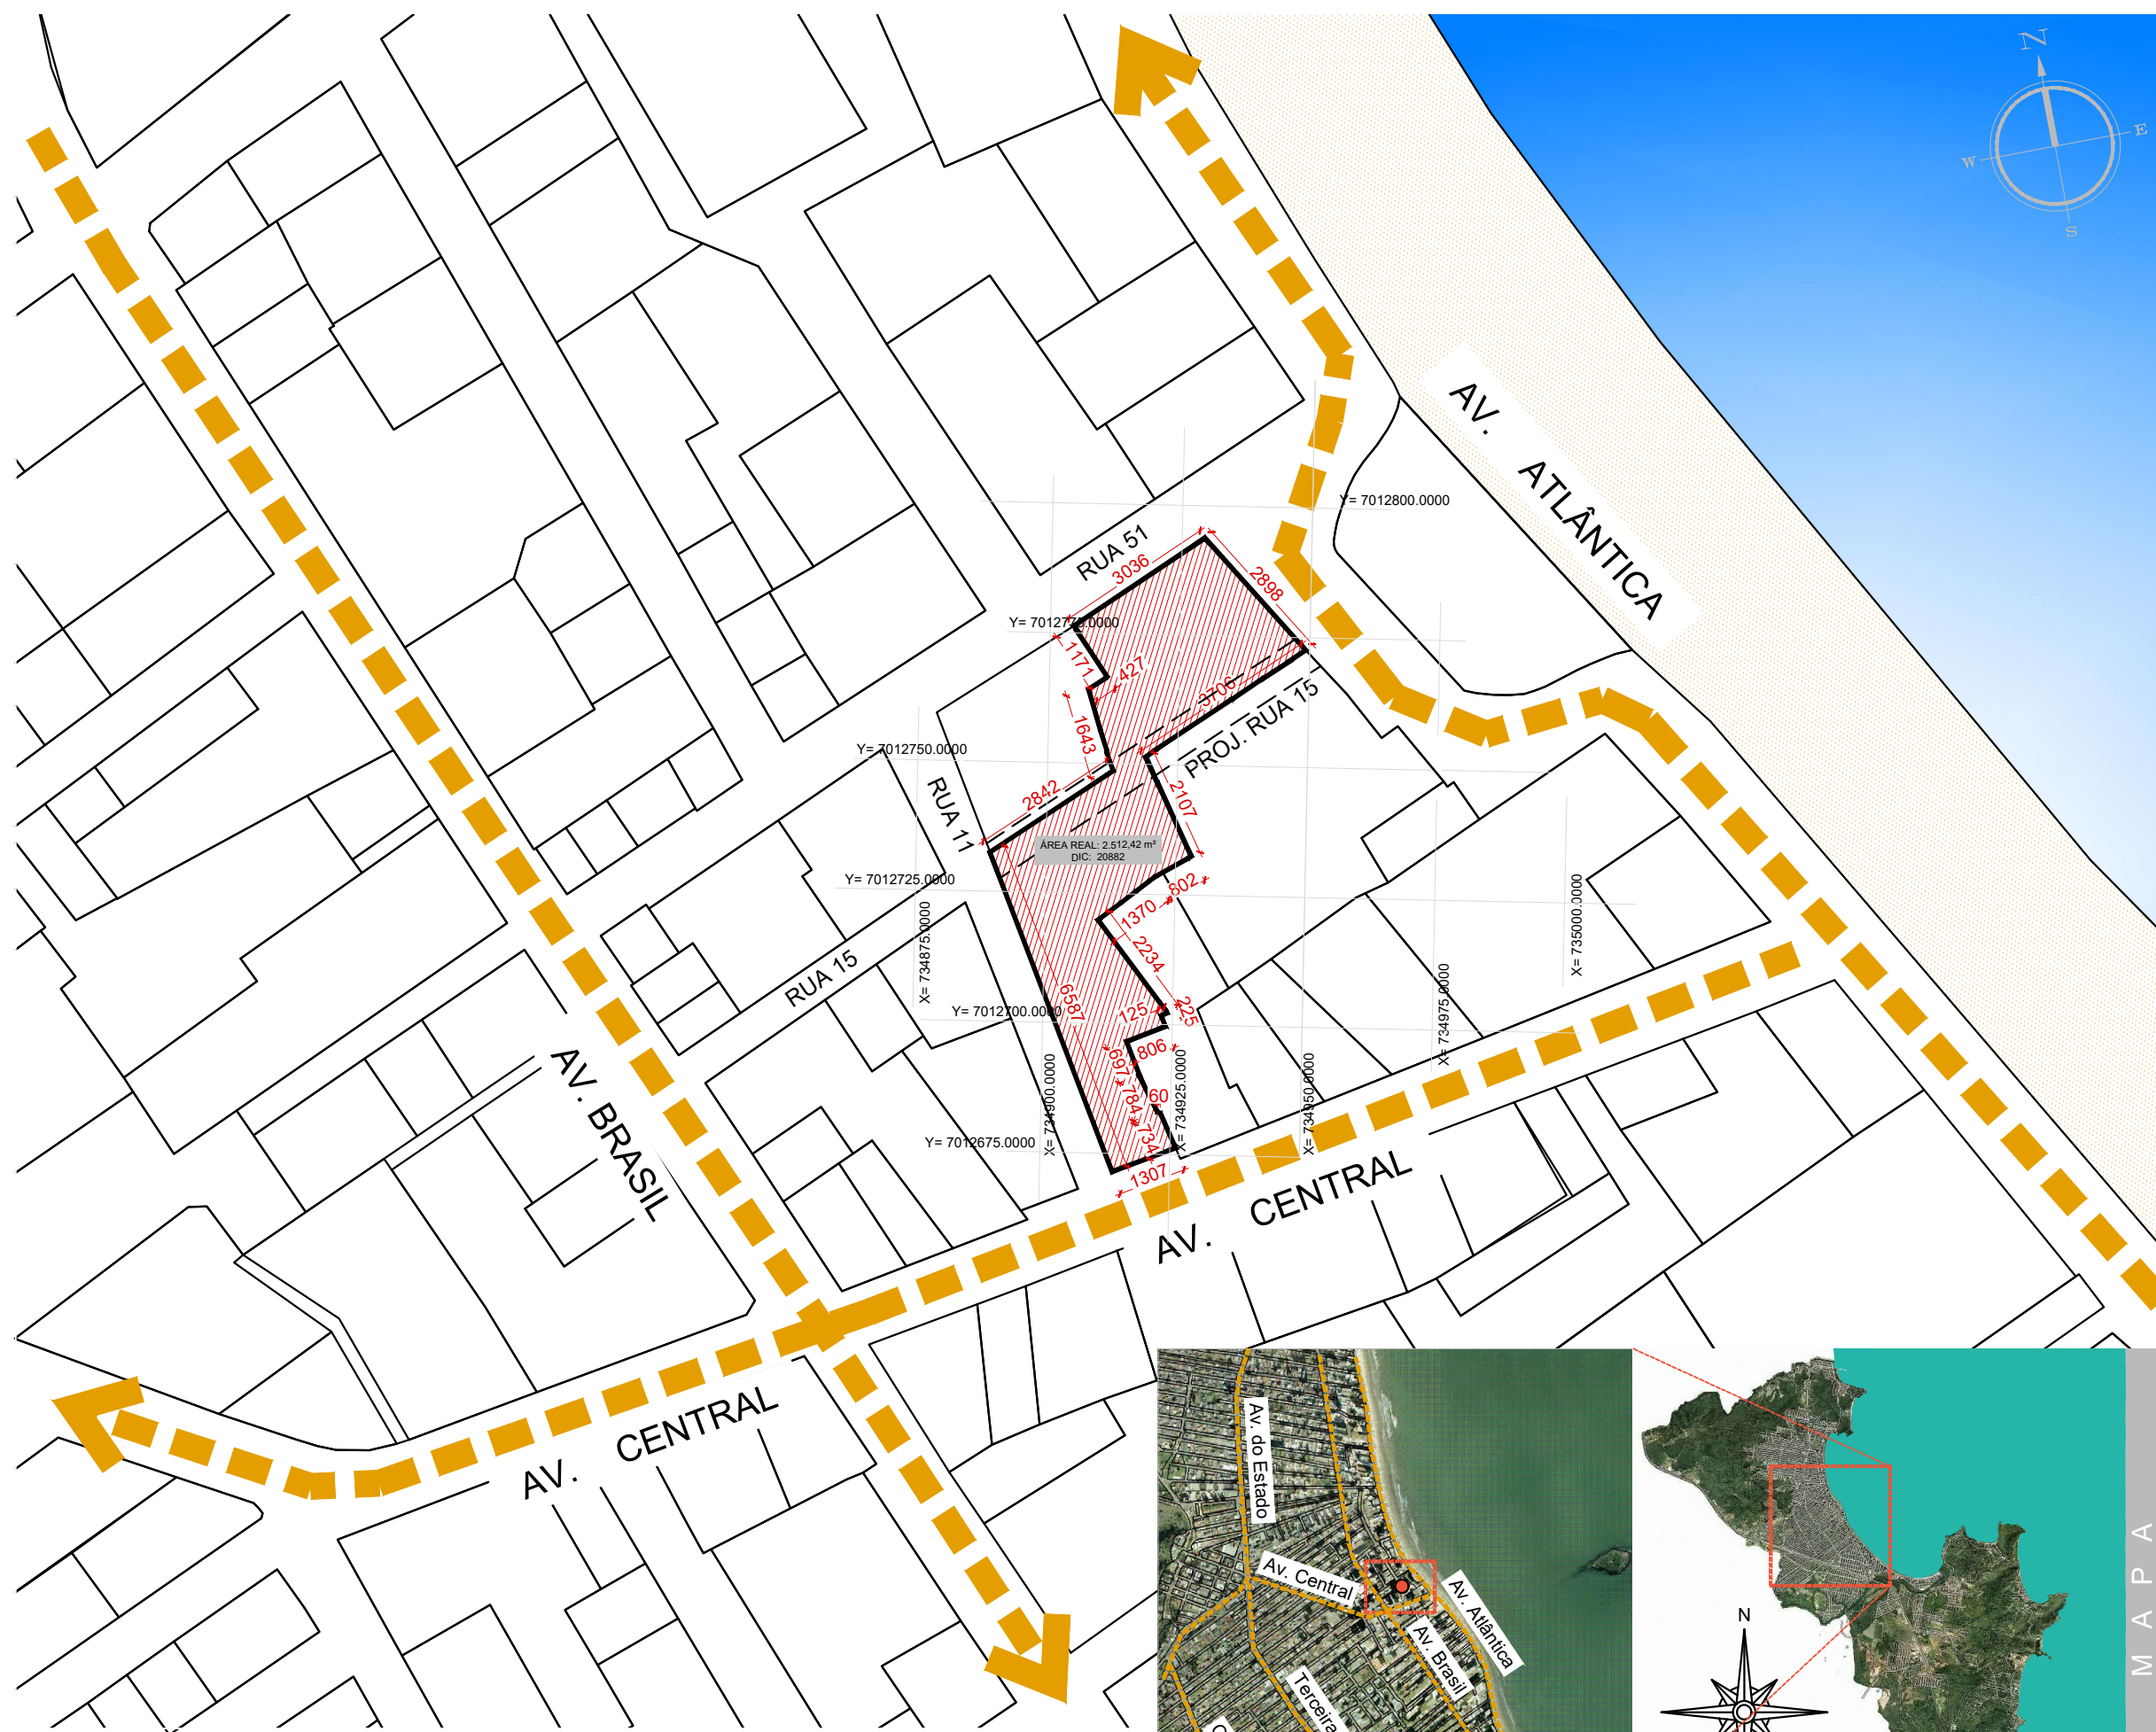 N
E
W
S
AV. ATLÂNTICA
Y= 7012800.0000
RUA 51
3036
2898
Y= 7012775.0000
1171
427
3706
PROJ. RUA 15
1643
Y= 7012750.0000
RUA 11
2842
2107
ÁREA REAL: 2.512,42 m²
DIC: 20882
Y= 7012725.0000
802
1370
X= 734875.0000
X= 735000.0000
2234
RUA 15
6587
Y= 7012700.0000
125
225
806
697
784
60
734
X= 734900.0000
X= 734925.0000
X= 734950.0000
X= 734975.0000
Y= 7012675.0000
1307
AV. BRASIL
AV. CENTRAL
AV. CENTRAL
Av. do Estado
Av. Central
Av. Atlântica
Av. Brasil
Terceira
N
MAPA